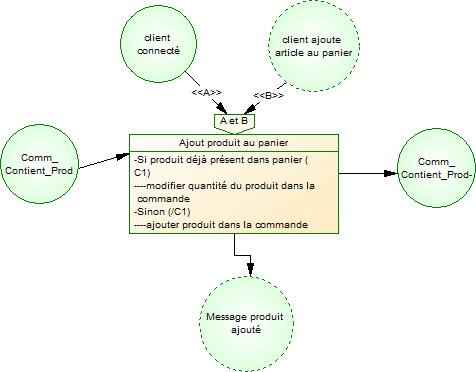 client
connecté
client ajoute
article au panier
<<A>>
<<B>>
A et B
Ajout produit au panier
-Si produit déjà présent dans panier (
C1)
----modifier quantité du produit dans la
commande
-Sinon (/C1)
----ajouter produit dans la commande
Comm_
Contient_Prod
Comm_
Contient_Prod-
Message produit
ajouté